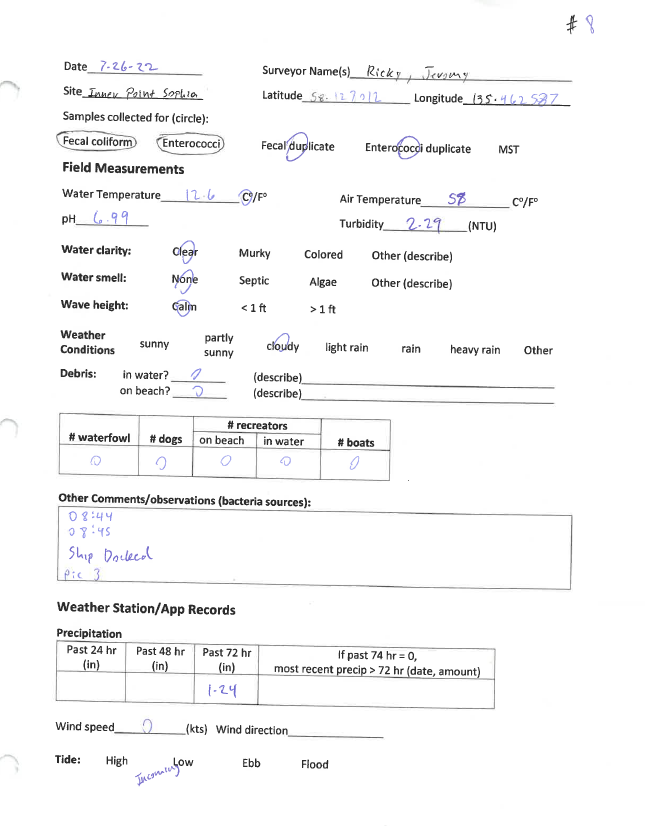 # 8
Date 7-26-22 Surveyor Name(s) Ricky, Jeromy
Site Inner Point Sophia Latitude 58.127012 Longitude 135.462587
Samples collected for (circle):
Fecal coliform Enterococci Fecal duplicate Enterococci duplicate MST
Field Measurements
Water Temperature 12.6 C°/F° Air Temperature 58 C°/F°
pH 6.99 Turbidity 2.29 (NTU)
Water clarity: Clear Murky Colored Other (describe)
Water smell: None Septic Algae Other (describe)
Wave height: Calm < 1 ft > 1 ft
Weather Conditions sunny partly sunny cloudy light rain rain heavy rain Other
Debris: in water? 0 (describe)
on beach? 0 (describe)
# waterfowl # dogs # recreators on beach in water # boats
0 0 0 0 0
Other Comments/observations (bacteria sources):
08:44
08:45
Ship Docked
Pic 3
Weather Station/App Records
Precipitation
Past 24 hr (in) Past 48 hr (in) Past 72 hr (in) If past 74 hr = 0, most recent precip > 72 hr (date, amount)
1.24
Wind speed 0 (kts) Wind direction
Tide: High Incoming Low Ebb Flood